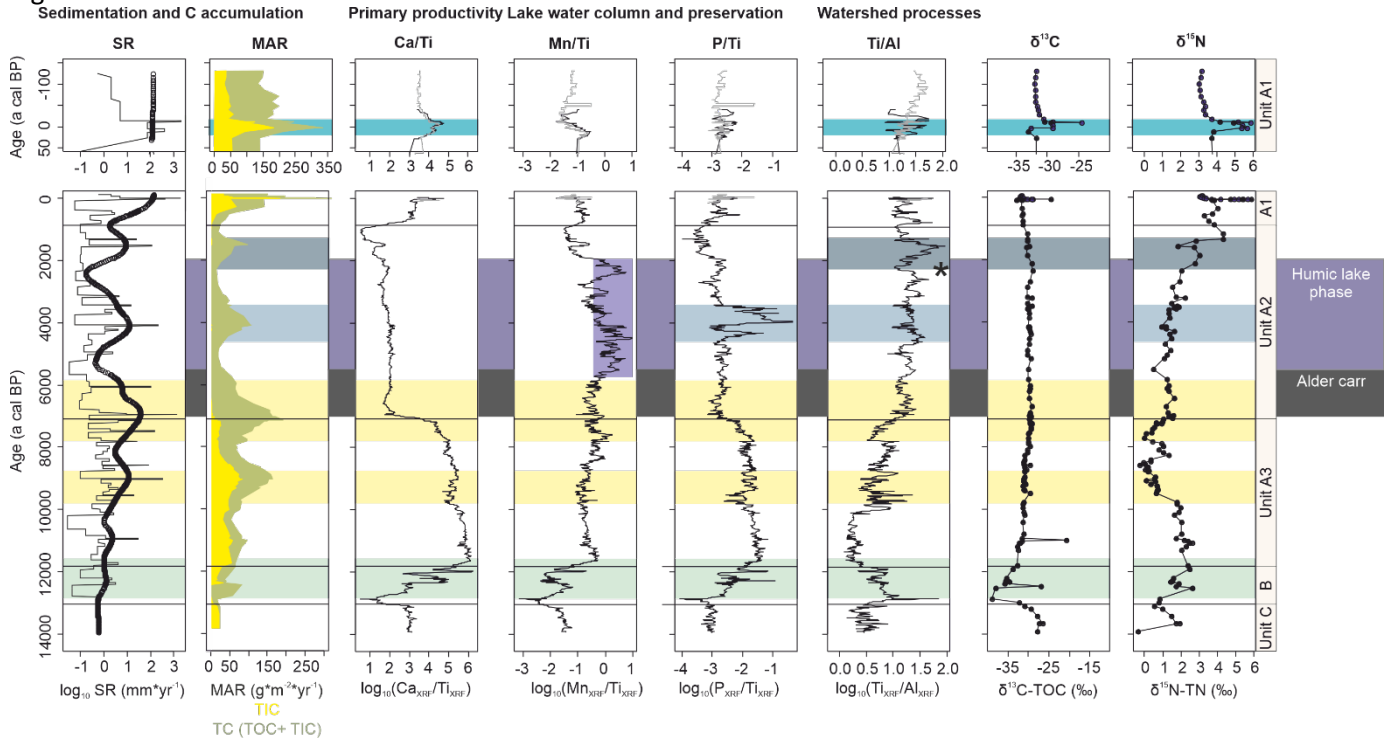 Sedimentation and C accumulation Primary productivity Lake water column and preservation Watershed processes
SR MAR Ca/Ti Mn/Ti P/Ti Ti/Al δ¹³C δ¹⁵N
Age (a cal BP)
-100
0
50
Unit A1
Age (a cal BP)
0
2000
4000
6000
8000
10000
12000
14000
*
A1
Unit A2
Unit A3
B
Unit C
Humic lake
phase
Alder carr
-1 0 1 2 3
50 150 250 350
1 2 3 4 5 6
-3 -2 -1 0 1
-4 -3 -2 -1
0.0 0.5 1.0 1.5 2.0
-35 -30 -25
0 1 2 3 4 5 6
-1 0 1 2 3
0 50 150 300
1 2 3 4 5 6
-3 -2 -1 0 1
-4 -3 -2 -1
0.0 0.5 1.0 1.5 2.0
-35 -25 -15
0 1 2 3 4 5 6
log₁₀ SR (mm*yr⁻¹) MAR (g*m⁻²*yr⁻¹) log₁₀(Ca_XRF/Ti_XRF) log₁₀(Mn_XRF/Ti_XRF) log₁₀(P_XRF/Ti_XRF) log₁₀(Ti_XRF/Al_XRF) δ¹³C-TOC (‰) δ¹⁵N-TN (‰)
TIC
TC (TOC+ TIC)